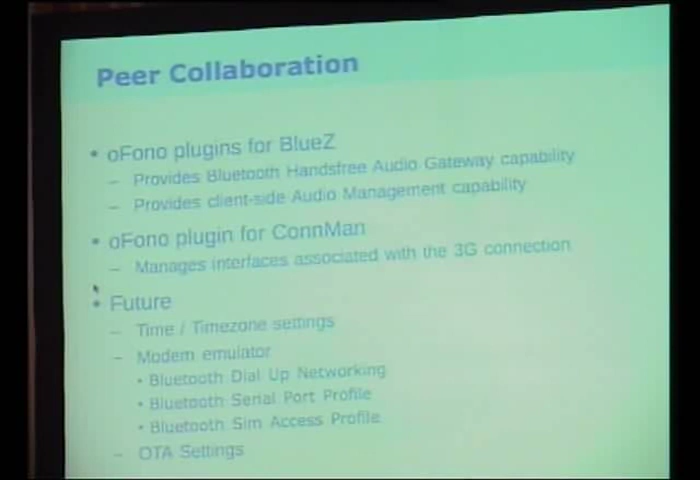 Peer Collaboration
• oFono plugins for BlueZ
– Provides Bluetooth Handsfree Audio Gateway capability
– Provides client-side Audio Management capability
• oFono plugin for ConnMan
– Manages interfaces associated with the 3G connection
• Future
– Time / Timezone settings
– Modem emulator
• Bluetooth Dial Up Networking
• Bluetooth Serial Port Profile
• Bluetooth Sim Access Profile
– OTA Settings